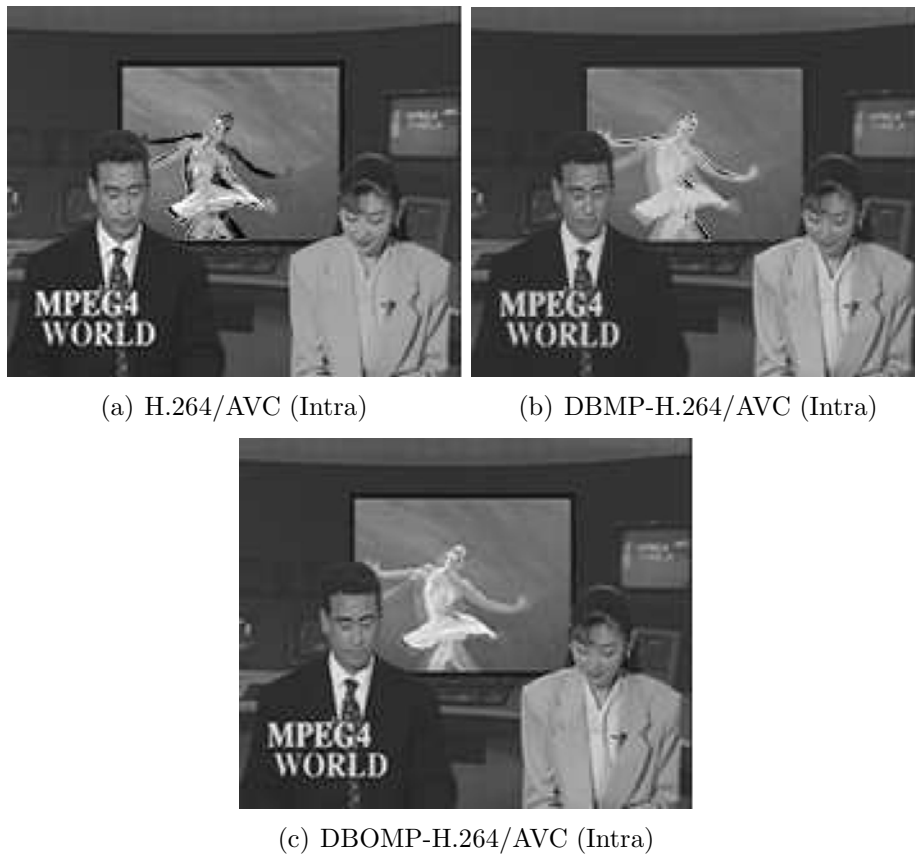 MPEG4
WORLD
(a) H.264/AVC (Intra)
MPEG4
WORLD
(b) DBMP-H.264/AVC (Intra)
MPEG4
WORLD
(c) DBOMP-H.264/AVC (Intra)